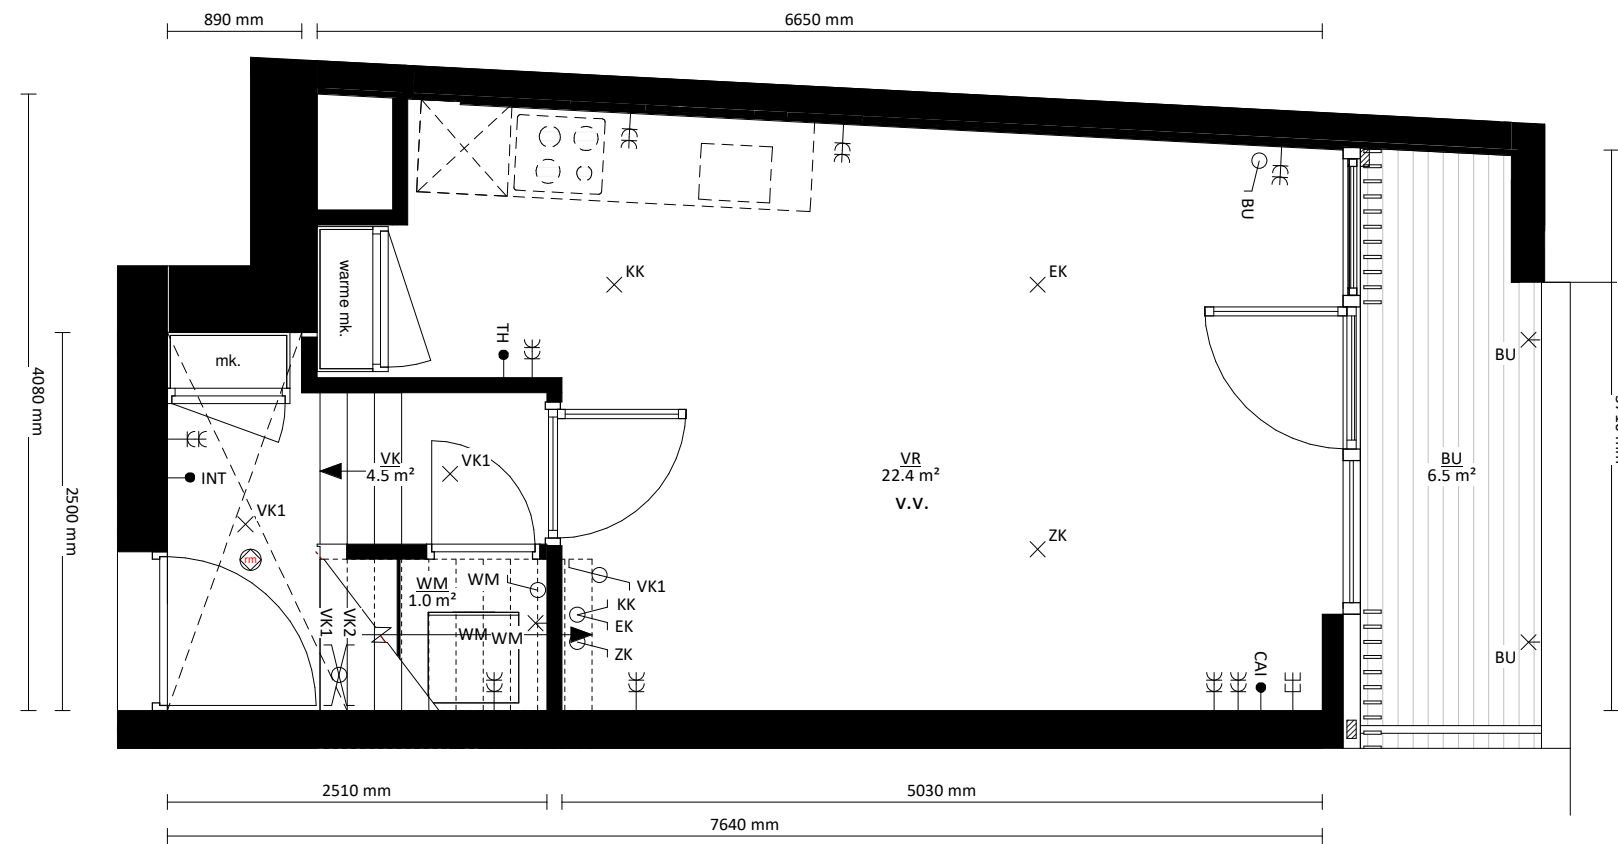 890 mm
6650 mm
BU
KK
EK
warme mk.
TH
mk.
BU
4080 mm
VK
4.5 m²
VK1
VR
22.4 m²
v.v.
BU
6.5 m²
INT
2500 mm
VK1
ZK
rm
WM
1.0 m²
WM
VK1
KK
EK
VK1
VK2
WM
WM
ZK
CAI
BU
2510 mm
5030 mm
7640 mm